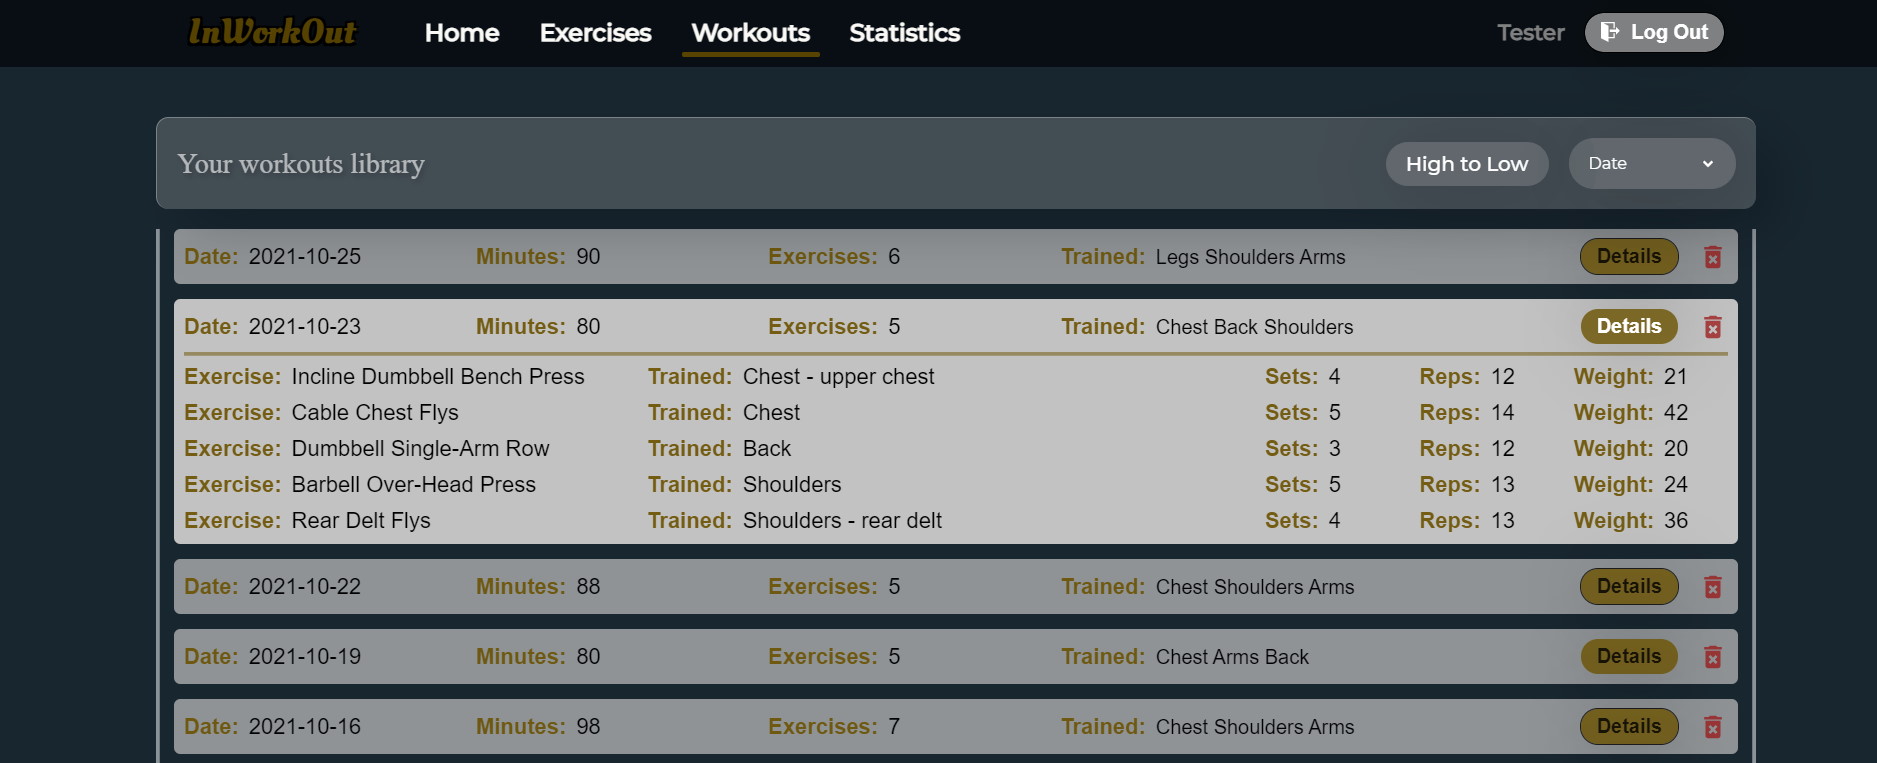 InWorkOut Home Exercises Workouts Statistics Tester Log Out
Your workouts library High to Low Date
Date: 2021-10-25 Minutes: 90 Exercises: 6 Trained: Legs Shoulders Arms Details
Date: 2021-10-23 Minutes: 80 Exercises: 5 Trained: Chest Back Shoulders Details
Exercise: Incline Dumbbell Bench Press Trained: Chest - upper chest Sets: 4 Reps: 12 Weight: 21
Exercise: Cable Chest Flys Trained: Chest Sets: 5 Reps: 14 Weight: 42
Exercise: Dumbbell Single-Arm Row Trained: Back Sets: 3 Reps: 12 Weight: 20
Exercise: Barbell Over-Head Press Trained: Shoulders Sets: 5 Reps: 13 Weight: 24
Exercise: Rear Delt Flys Trained: Shoulders - rear delt Sets: 4 Reps: 13 Weight: 36
Date: 2021-10-22 Minutes: 88 Exercises: 5 Trained: Chest Shoulders Arms Details
Date: 2021-10-19 Minutes: 80 Exercises: 5 Trained: Chest Arms Back Details
Date: 2021-10-16 Minutes: 98 Exercises: 7 Trained: Chest Shoulders Arms Details